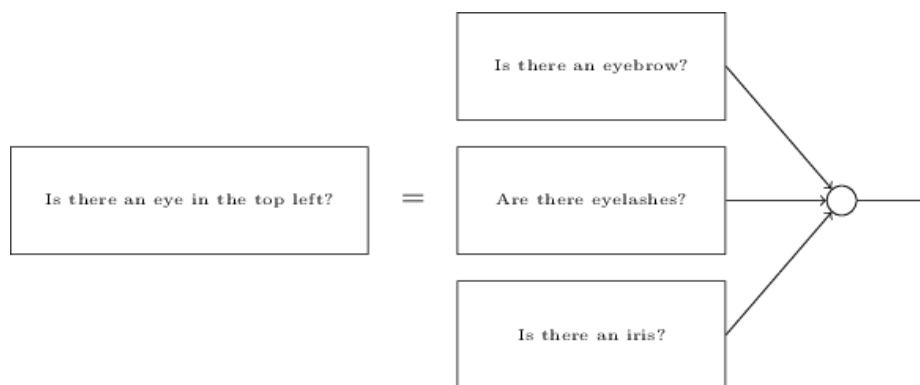 Is there an eyebrow?
Is there an eye in the top left?
=
Are there eyelashes?
Is there an iris?